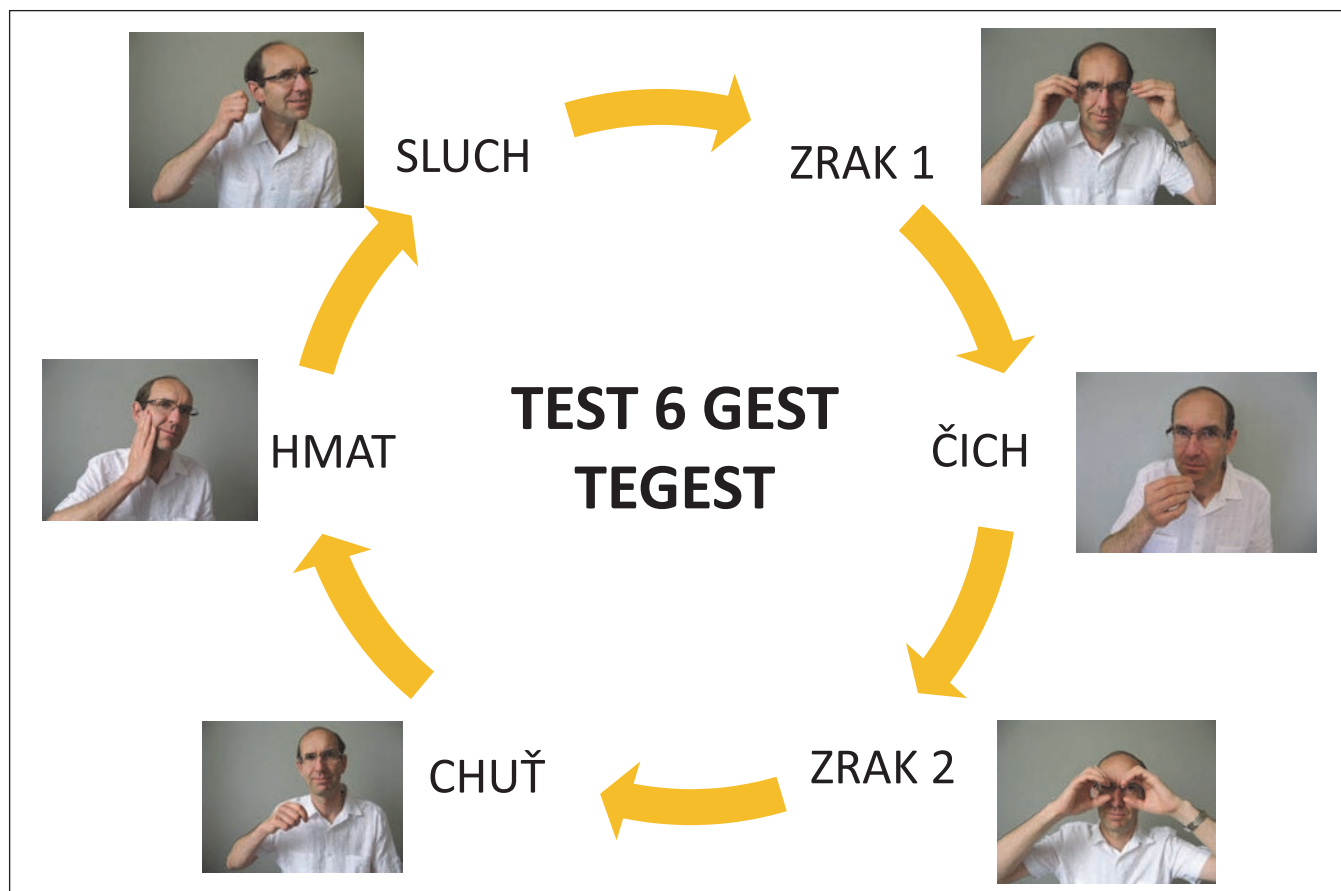 SLUCH
ZRAK 1
HMAT
TEST 6 GEST
TEGEST
ČICH
CHUŤ
ZRAK 2